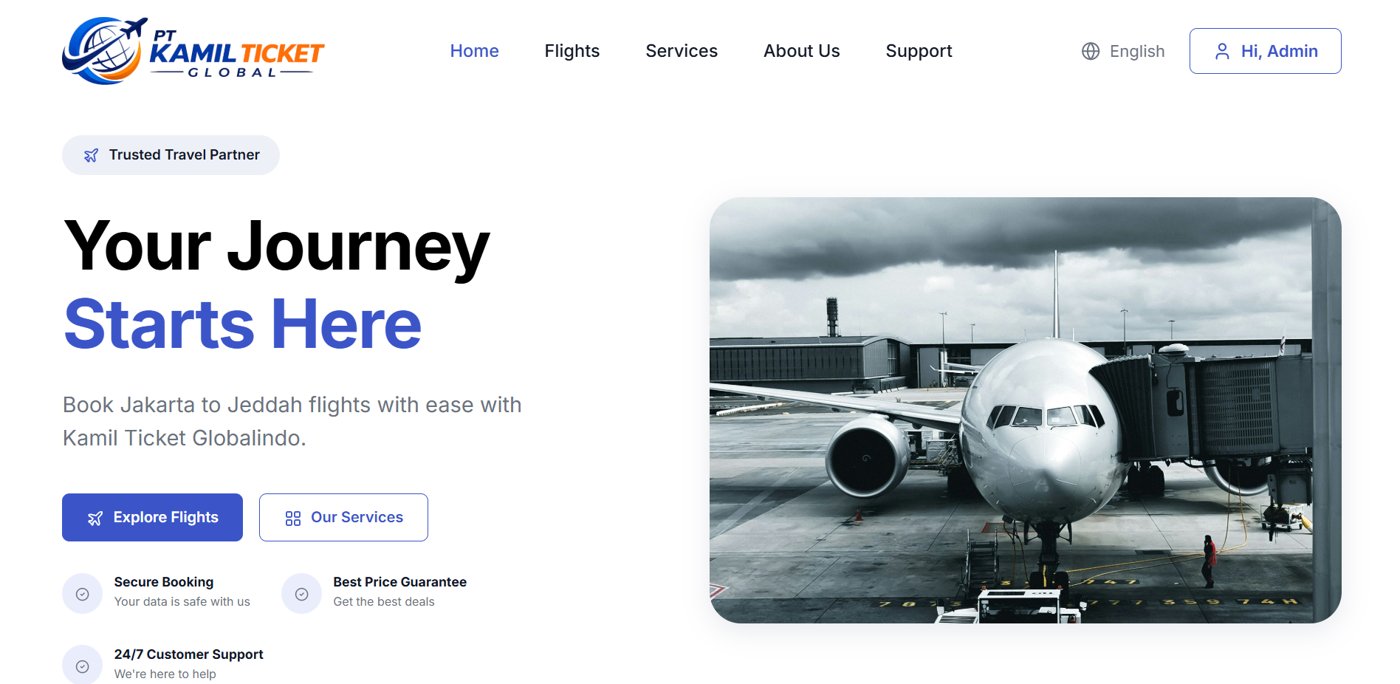 PT
KAMIL TICKET
GLOBAL
Home
Flights
Services
About Us
Support
English
Hi, Admin
Trusted Travel Partner
Your Journey
Starts Here
Book Jakarta to Jeddah flights with ease with
Kamil Ticket Globalindo.
Explore Flights
Our Services
Secure Booking
Your data is safe with us
Best Price Guarantee
Get the best deals
24/7 Customer Support
We're here to help